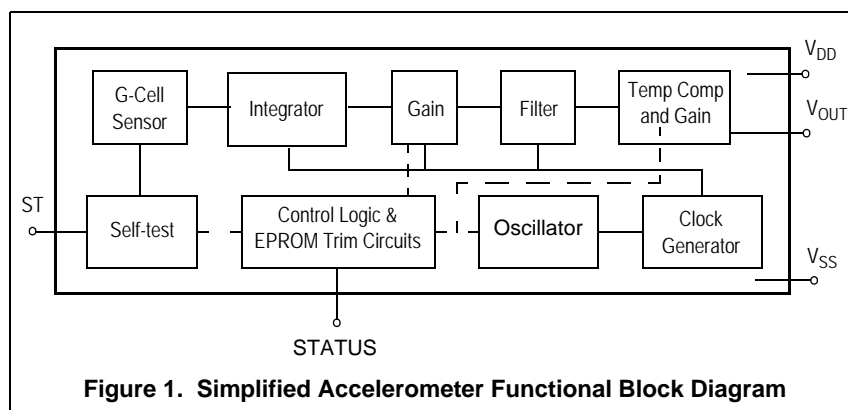 V_DD
G-Cell
Sensor
Integrator
Gain
Filter
Temp Comp
and Gain
V_OUT
ST
Self-test
Control Logic &
EPROM Trim Circuits
Oscillator
Clock
Generator
V_SS
STATUS
Figure 1. Simplified Accelerometer Functional Block Diagram